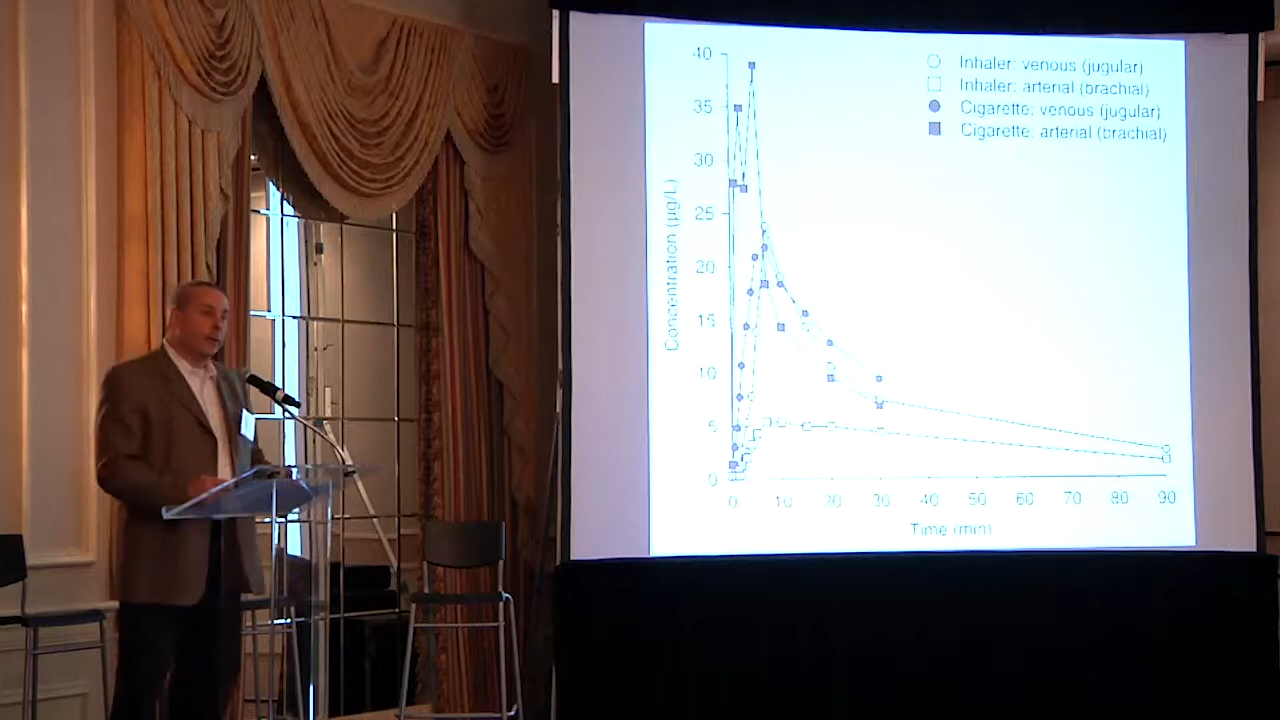 Inhaler: venous (jugular)
Inhaler: arterial (brachial)
Cigarette: venous (jugular)
Cigarette: arterial (brachial)
40
35
30
25
20
15
10
5
0
Concentration (µg/L)
0 10 20 30 40 50 60 70 80 90
Time (min)